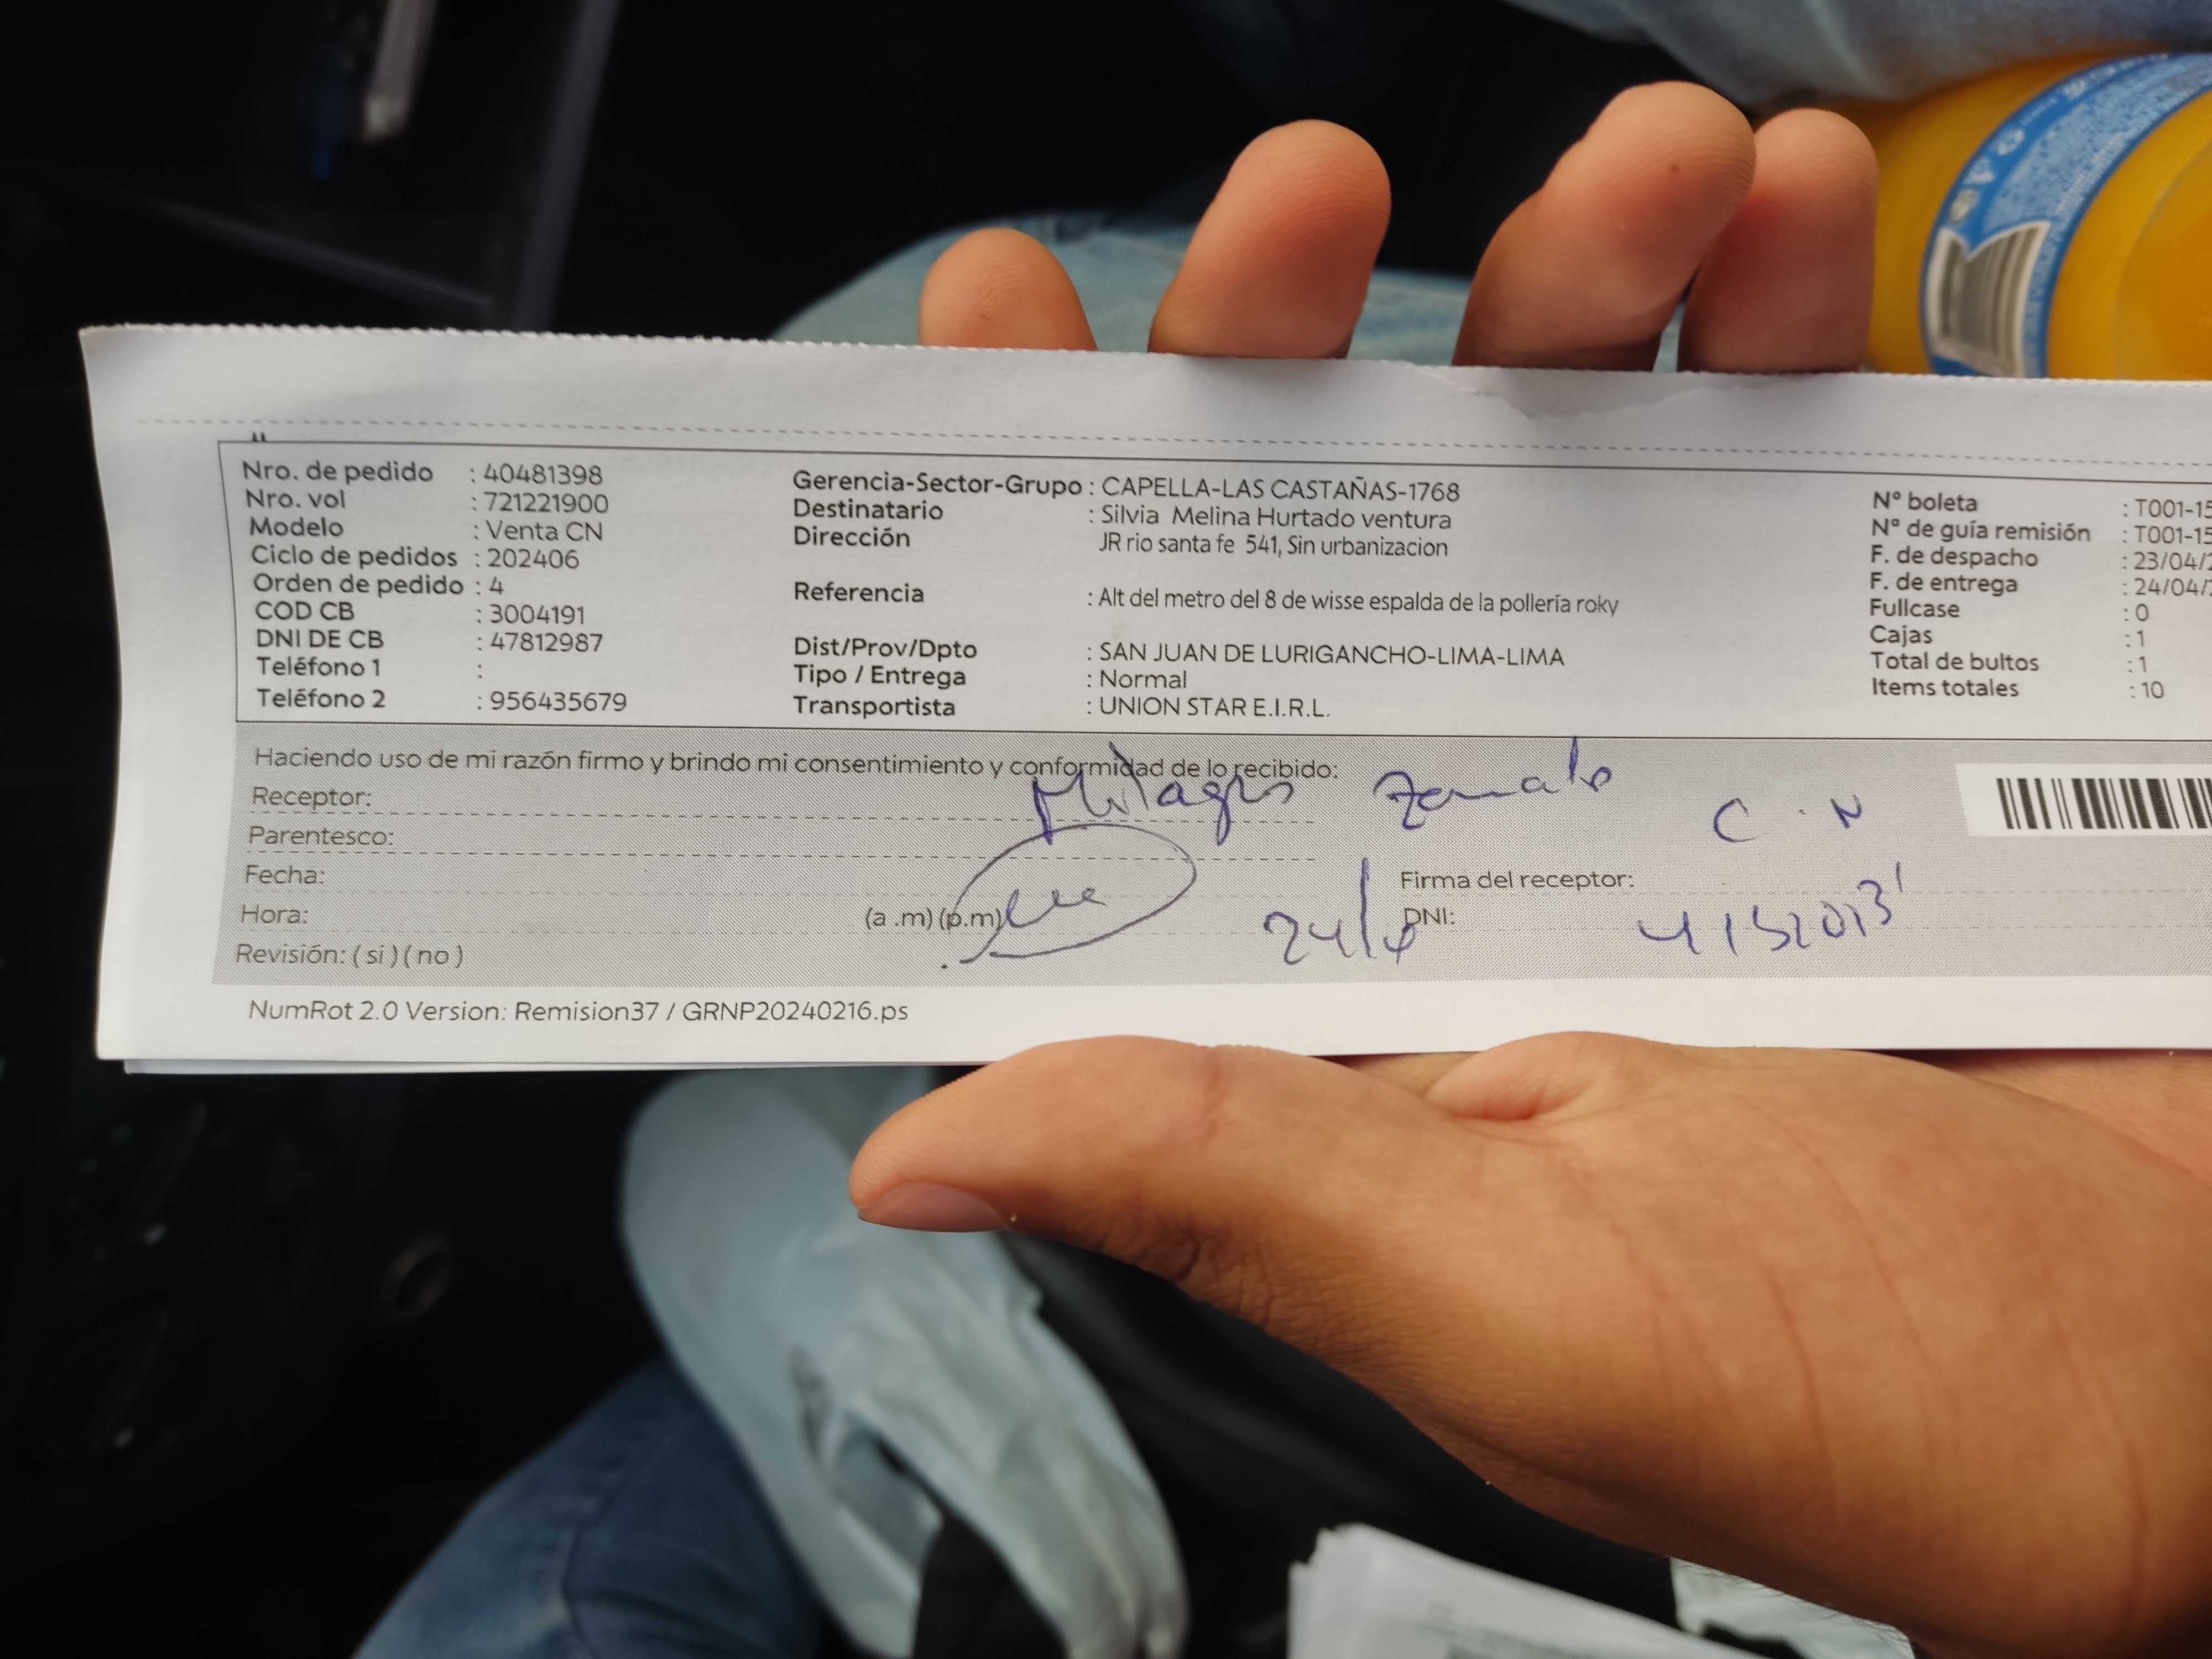 Nro. de pedido : 40481398
Nro. vol : 721221900
Modelo : Venta CN
Ciclo de pedidos : 202406
Orden de pedido : 4
COD CB : 3004191
DNI DE CB : 47812987
Teléfono 1 :
Teléfono 2 : 956435679
Gerencia-Sector-Grupo : CAPELLA-LAS CASTAÑAS-1768
Destinatario : Silvia Melina Hurtado ventura
Dirección JR rio santa fe 541, Sin urbanizacion
Referencia : Alt del metro del 8 de wisse espalda de la pollería roky
Dist/Prov/Dpto : SAN JUAN DE LURIGANCHO-LIMA-LIMA
Tipo / Entrega : Normal
Transportista : UNION STAR E.I.R.L.
N° boleta : T001-15
N° de guía remisión : T001-15
F. de despacho : 23/04/2
F. de entrega : 24/04/2
Fullcase : 0
Cajas : 1
Total de bultos : 1
Items totales : 10
Haciendo uso de mi razón firmo y brindo mi consentimiento y conformidad de lo recibido:
Receptor: Milagros
C . N
Parentesco:
Fecha:
Firma del receptor:
Hora: (a .m) (p.m)
24/4
DNI:
Revisión: ( si ) ( no )
NumRot 2.0 Version: Remision37 / GRNP20240216.ps